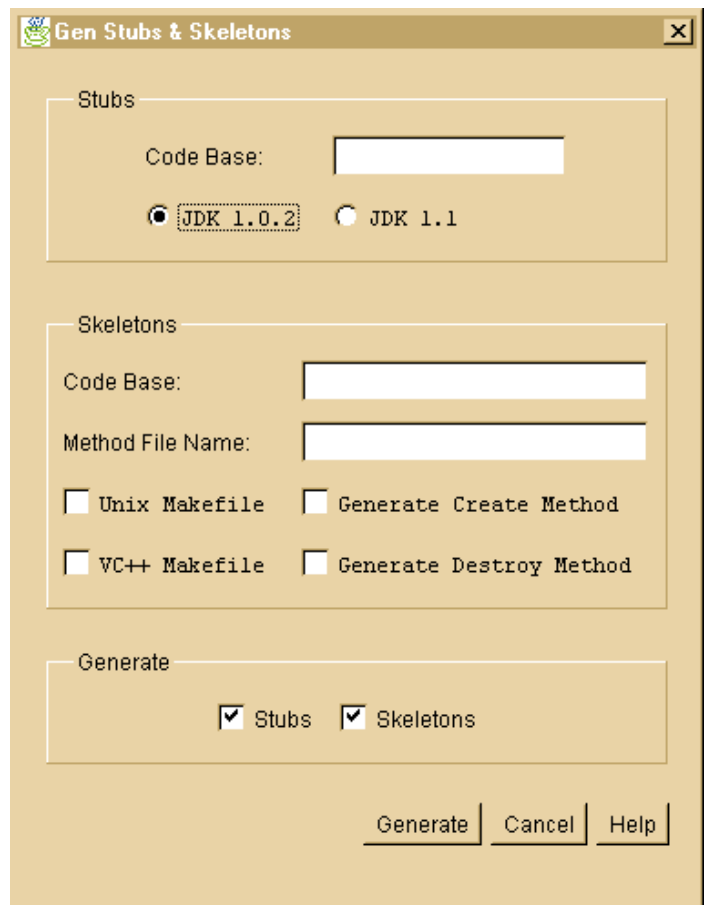 Gen Stubs & Skeletons
Stubs
Code Base:
JDK 1.0.2 JDK 1.1
Skeletons
Code Base:
Method File Name:
Unix Makefile Generate Create Method
VC++ Makefile Generate Destroy Method
Generate
Stubs Skeletons
Generate Cancel Help